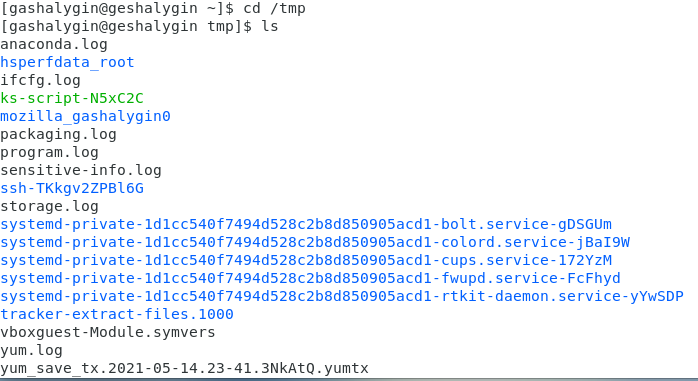 [gashalygin@geshalygin ~]$ cd /tmp
[gashalygin@geshalygin tmp]$ ls
anaconda.log
hsperfdata_root
ifcfg.log
ks-script-N5xC2C
mozilla_gashalygin0
packaging.log
program.log
sensitive-info.log
ssh-TKkgv2ZPBl6G
storage.log
systemd-private-1d1cc540f7494d528c2b8d850905acd1-bolt.service-gDSGUm
systemd-private-1d1cc540f7494d528c2b8d850905acd1-colord.service-jBaI9W
systemd-private-1d1cc540f7494d528c2b8d850905acd1-cups.service-172YzM
systemd-private-1d1cc540f7494d528c2b8d850905acd1-fwupd.service-FcFhyd
systemd-private-1d1cc540f7494d528c2b8d850905acd1-rtkit-daemon.service-yYwSDP
tracker-extract-files.1000
vboxguest-Module.symvers
yum.log
yum_save_tx.2021-05-14.23-41.3NkAtQ.yumtx